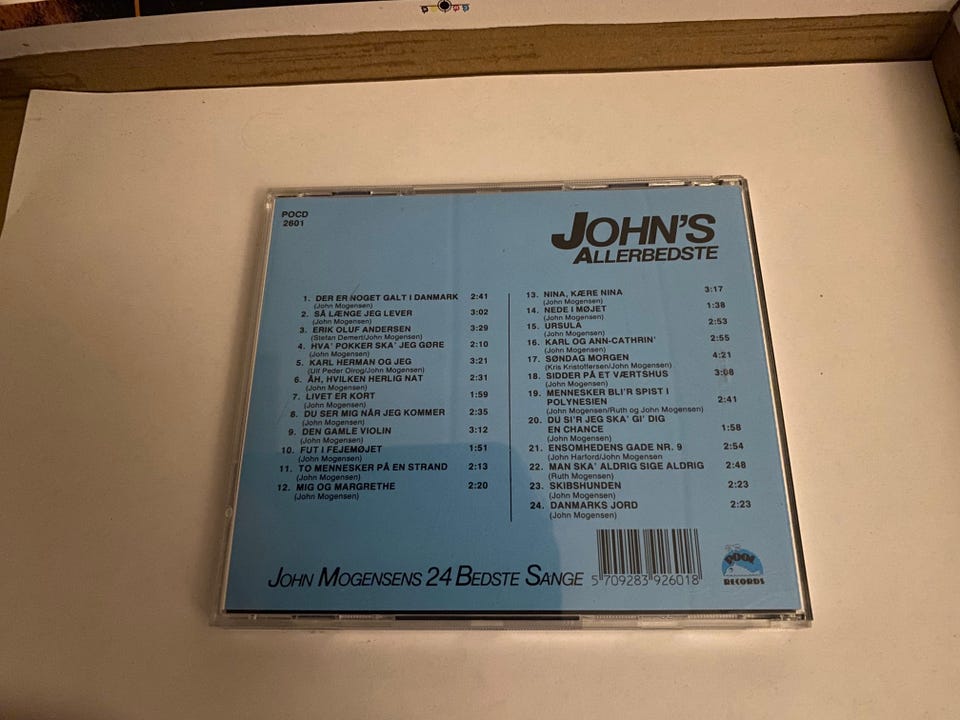 POCD
2601
JOHN'S
ALLERBEDSTE
1. DER ER NOGET GALT I DANMARK 2:41
(John Mogensen)
2. SÅ LÆNGE JEG LEVER 3:02
(John Mogensen)
3. ERIK OLUF ANDERSEN 3:29
(Stefan Demert/John Mogensen)
4. HVA' POKKER SKA' JEG GØRE 2:10
(John Mogensen)
5. KARL HERMAN OG JEG 3:21
(Ulf Peder Olrog/John Mogensen)
6. ÅH, HVILKEN HERLIG NAT 2:31
(John Mogensen)
7. LIVET ER KORT 1:59
(John Mogensen)
8. DU SER MIG NÅR JEG KOMMER 2:35
(John Mogensen)
9. DEN GAMLE VIOLIN 3:12
(John Mogensen)
10. FUT I FEJEMØJET 1:51
(John Mogensen)
11. TO MENNESKER PÅ EN STRAND 2:13
(John Mogensen)
12. MIG OG MARGRETHE 2:20
(John Mogensen)
13. NINA, KÆRE NINA 3:17
(John Mogensen)
14. NEDE I MØJET 1:38
(John Mogensen)
15. URSULA 2:53
(John Mogensen)
16. KARL OG ANN-CATHRIN' 2:55
(John Mogensen)
17. SØNDAG MORGEN 4:21
(Kris Kristoffersen/John Mogensen)
18. SIDDER PÅ ET VÆRTSHUS 3:08
(John Mogensen)
19. MENNESKER BLI'R SPIST I
POLYNESIEN 2:41
(John Mogensen/Ruth og John Mogensen)
20. DU SI'R JEG SKA' GI' DIG
EN CHANCE 1:58
(John Mogensen)
21. ENSOMHEDENS GADE NR. 9 2:54
(John Harford/John Mogensen
22. MAN SKA' ALDRIG SIGE ALDRIG 2:48
(Ruth Mogensen)
23. SKIBSHUNDEN 2:23
(John Mogensen)
24. DANMARKS JORD 2:23
(John Mogensen)
JOHN MOGENSENS 24 BEDSTE SANGE
5 709283 926018
POOL
RECORDS